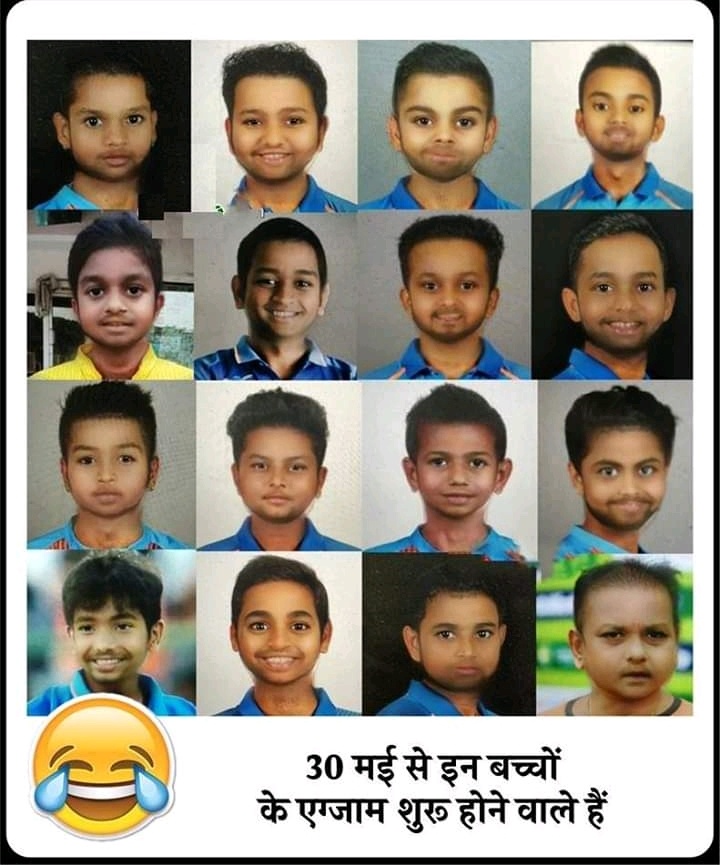 30 मई से इन बच्चों
के एग्जाम शुरू होने वाले हैं